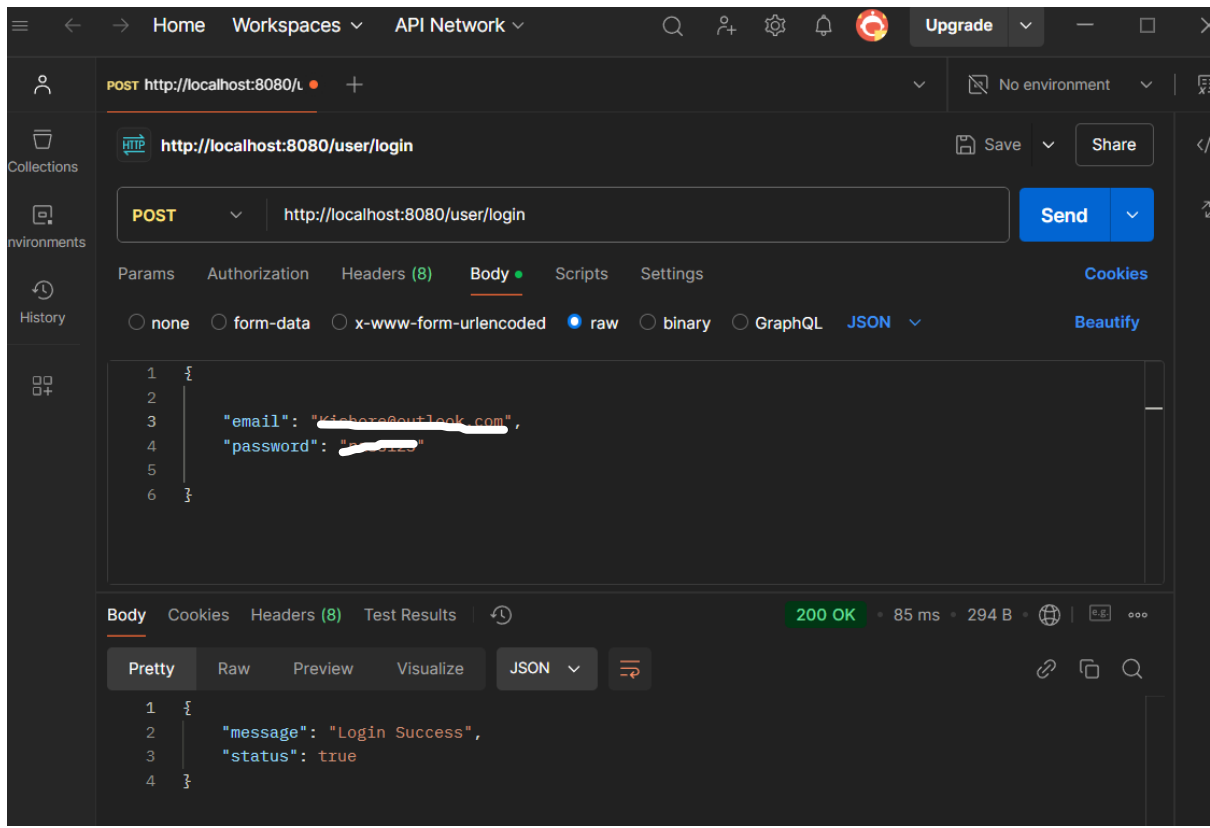 Home Workspaces API Network Upgrade
POST http://localhost:8080/u
No environment
HTTP http://localhost:8080/user/login Save Share
Collections
POST http://localhost:8080/user/login Send
nvironments
Params Authorization Headers (8) Body Scripts Settings Cookies
History
none form-data x-www-form-urlencoded raw binary GraphQL JSON Beautify
1 {
2
3 "email": "",
4 "password": ""
5
6 }
Body Cookies Headers (8) Test Results 200 OK • 85 ms • 294 B • e.g.
Pretty Raw Preview Visualize JSON
1 {
2 "message": "Login Success",
3 "status": true
4 }